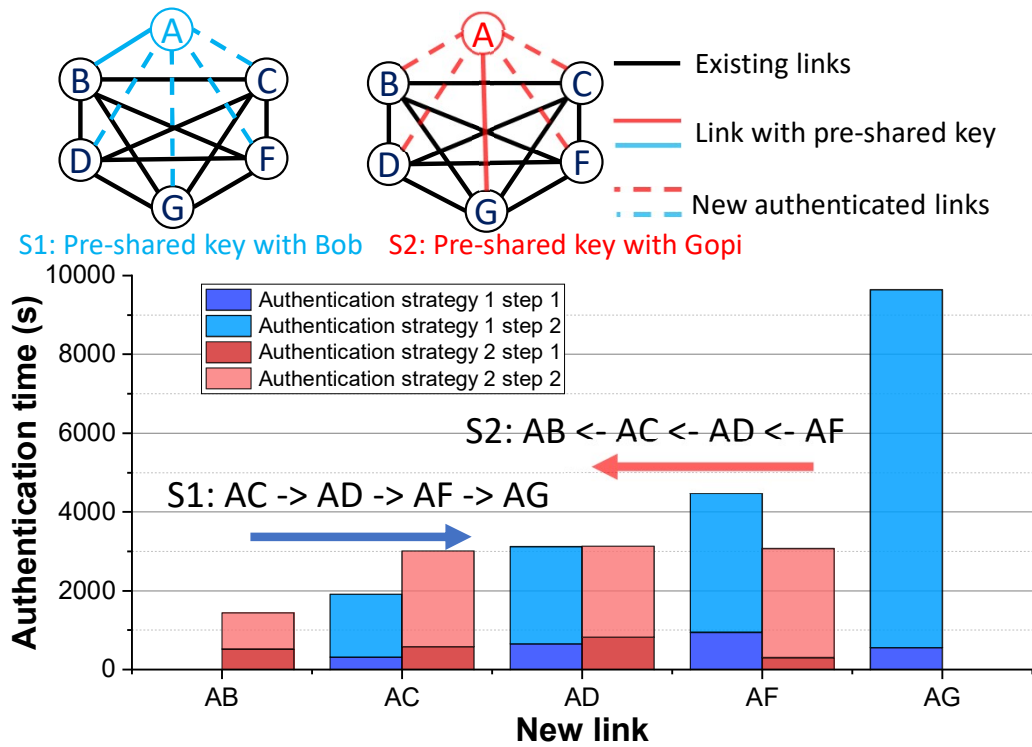 A
B
C
D
F
G
A
B
C
D
F
G
Existing links
Link with pre-shared key
New authenticated links
S1: Pre-shared key with Bob
S2: Pre-shared key with Gopi
Authentication strategy 1 step 1
Authentication strategy 1 step 2
Authentication strategy 2 step 1
Authentication strategy 2 step 2
S2: AB <- AC <- AD <- AF
S1: AC -> AD -> AF -> AG
Authentication time (s)
10000
8000
6000
4000
2000
0
AB
AC
AD
AF
AG
New link